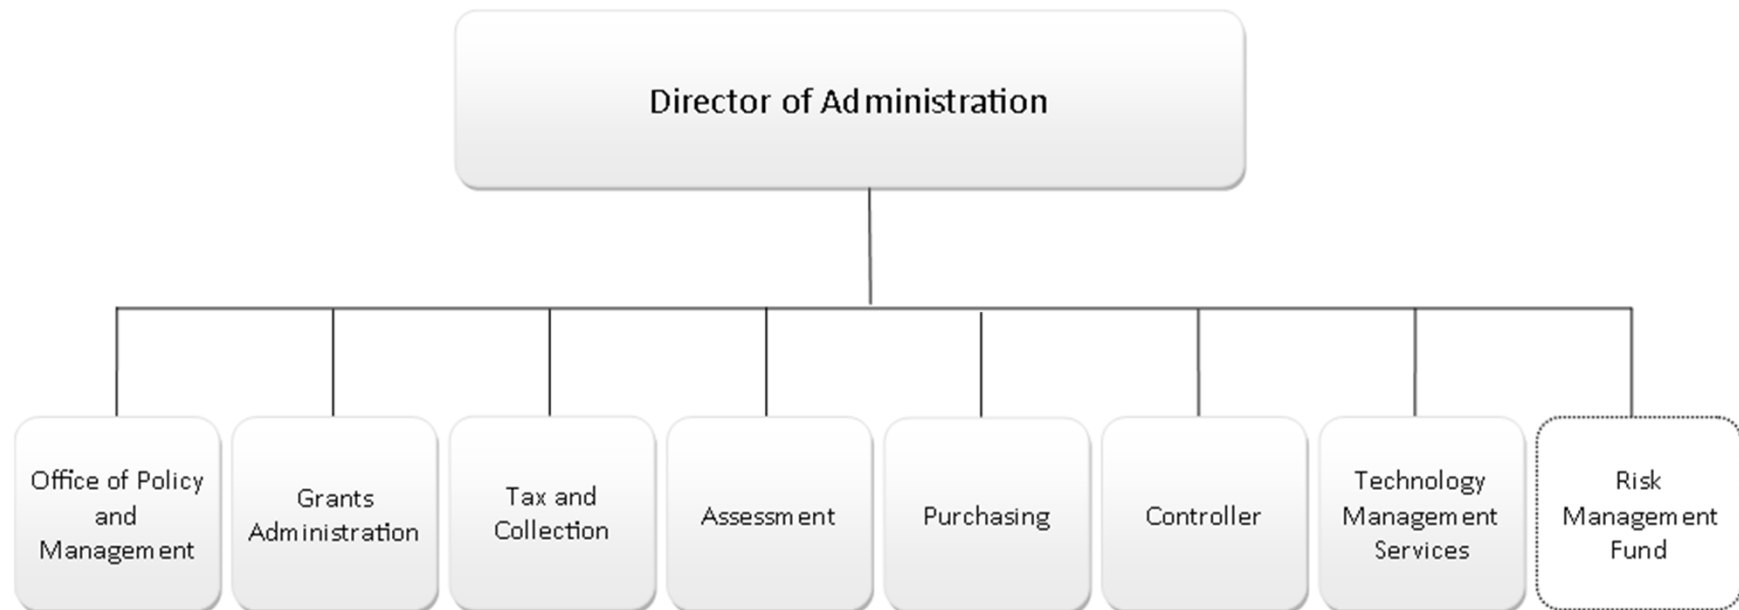 Director of Administration
Office of Policy
and
Management
Grants
Administration
Tax and
Collection
Assessment
Purchasing
Controller
Technology
Management
Services
Risk
Management
Fund